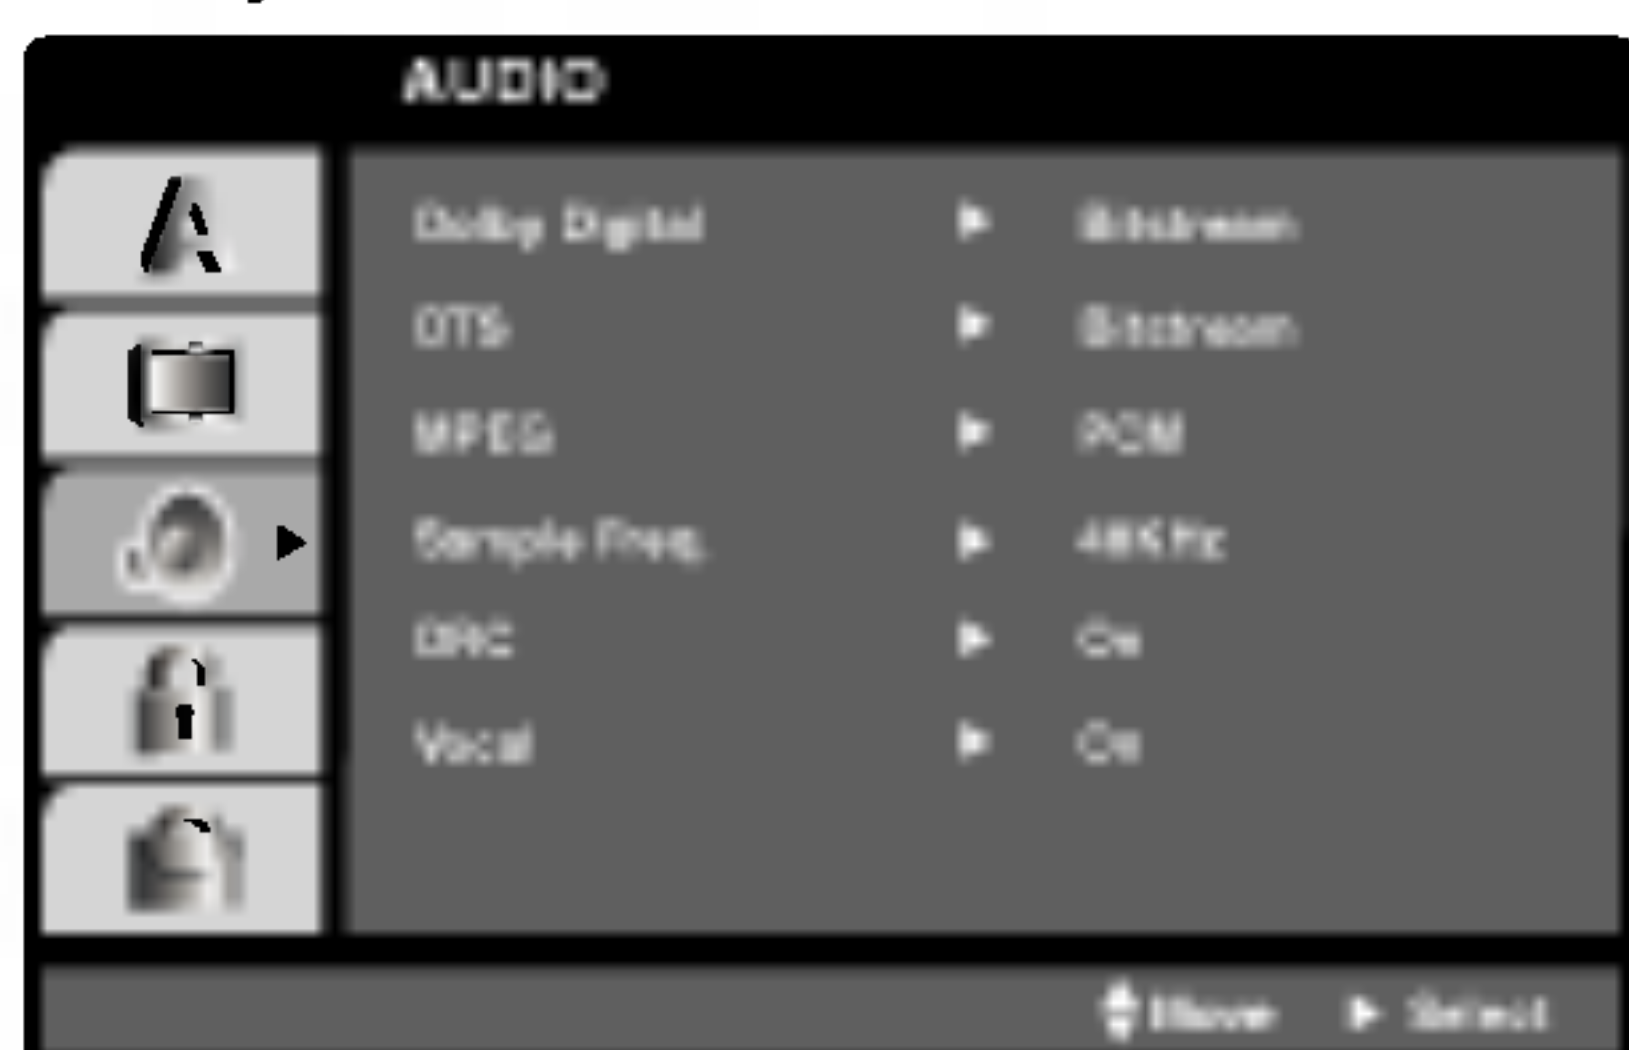 AUDIO
Dolby Digital ▶ Bitstream
DTS ▶ Bitstream
MPEG ▶ PCM
Sample Freq. ▶ 48KHz
DRC ▶ On
Vocal ▶ On
Move ▶ Select